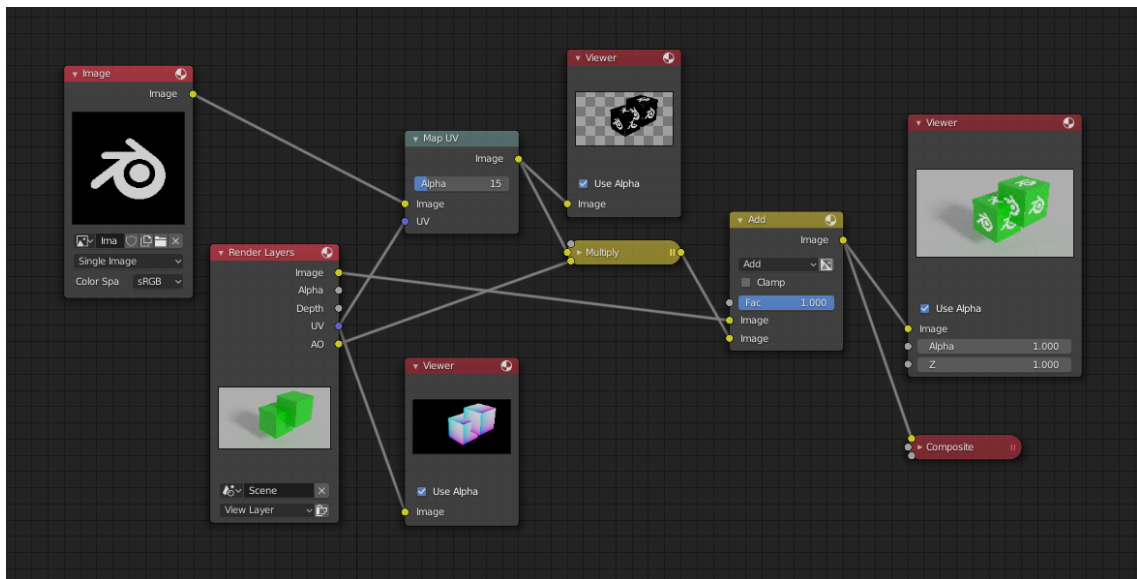 Image
Image
Ima
Single Image
Color Spa sRGB
Render Layers
Image
Alpha
Depth
UV
AO
Scene
View Layer
Map UV
Image
Alpha 15
Image
UV
Viewer
Use Alpha
Image
Viewer
Use Alpha
Image
Multiply
Add
Image
Add
Clamp
Fac 1.000
Image
Image
Viewer
Use Alpha
Image
Alpha 1.000
Z 1.000
Composite